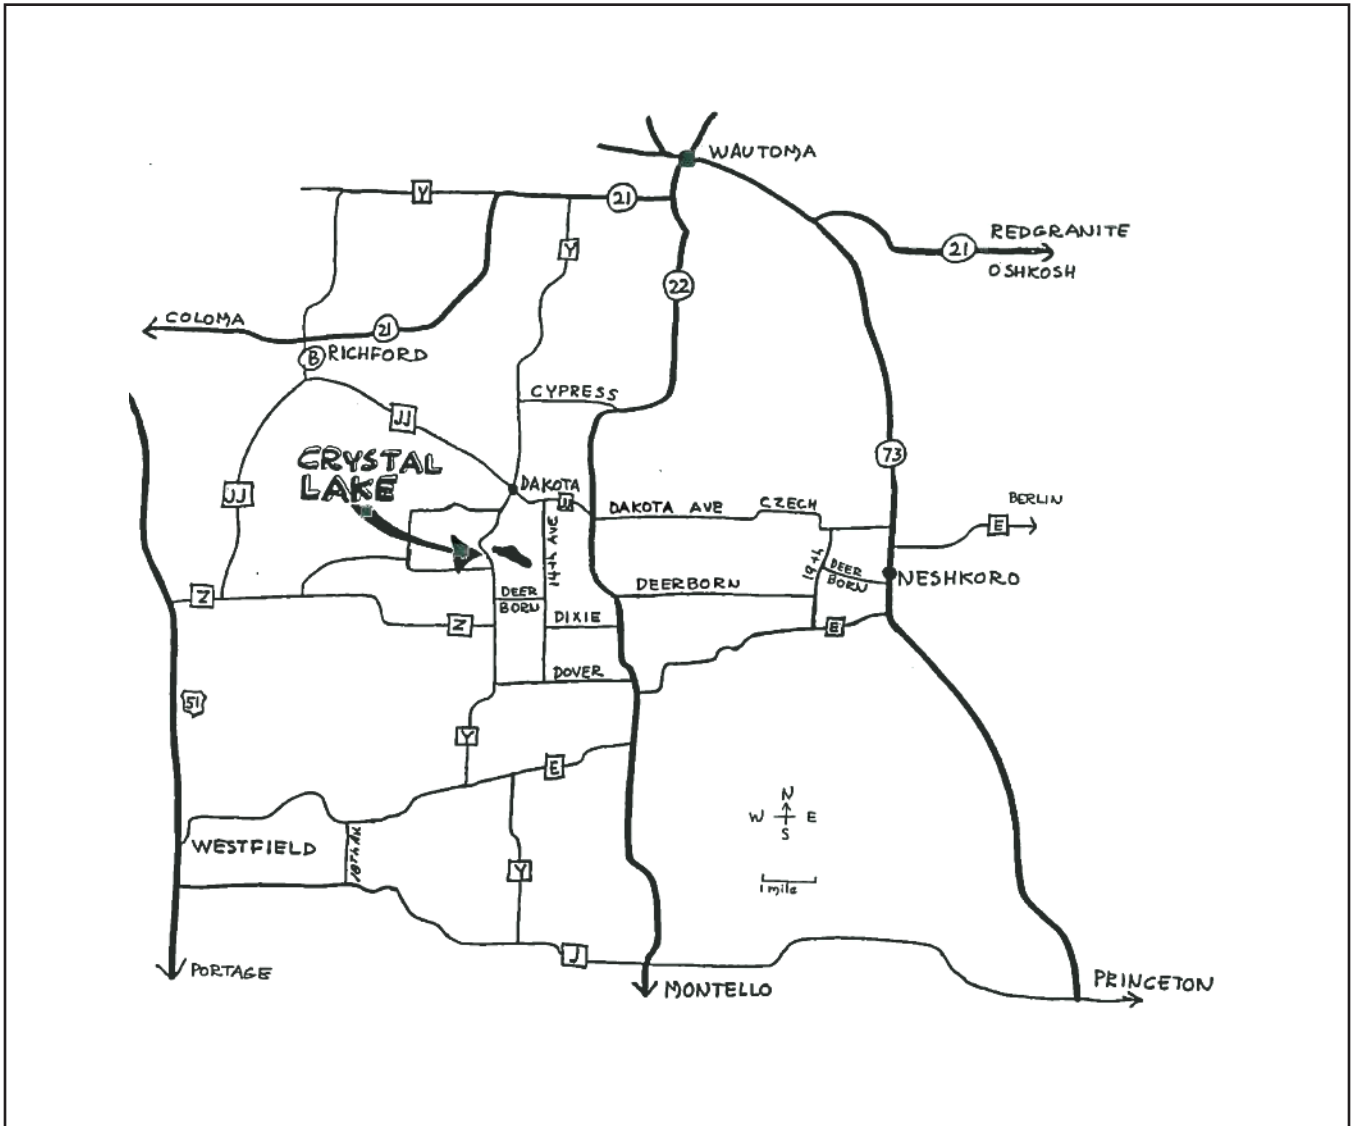 WAUTOMA
Y
21
REDGRANITE
21
OSHKOSH
Y
22
COLOMA
21
B RICHFORD
CYPRESS
JJ
73
CRYSTAL
LAKE
DAKOTA
JJ
JJ
DAKOTA AVE
CZECH
BERLIN
E
14th AVE
19th
DEER
BORN
NESHKORO
DEERBORN
DEER
BORN
Z
DIXIE
Z
E
DOVER
51
Y
E
N
W E
S
WESTFIELD
10th AV.
Y
1 mile
J
PORTAGE
MONTELLO
PRINCETON